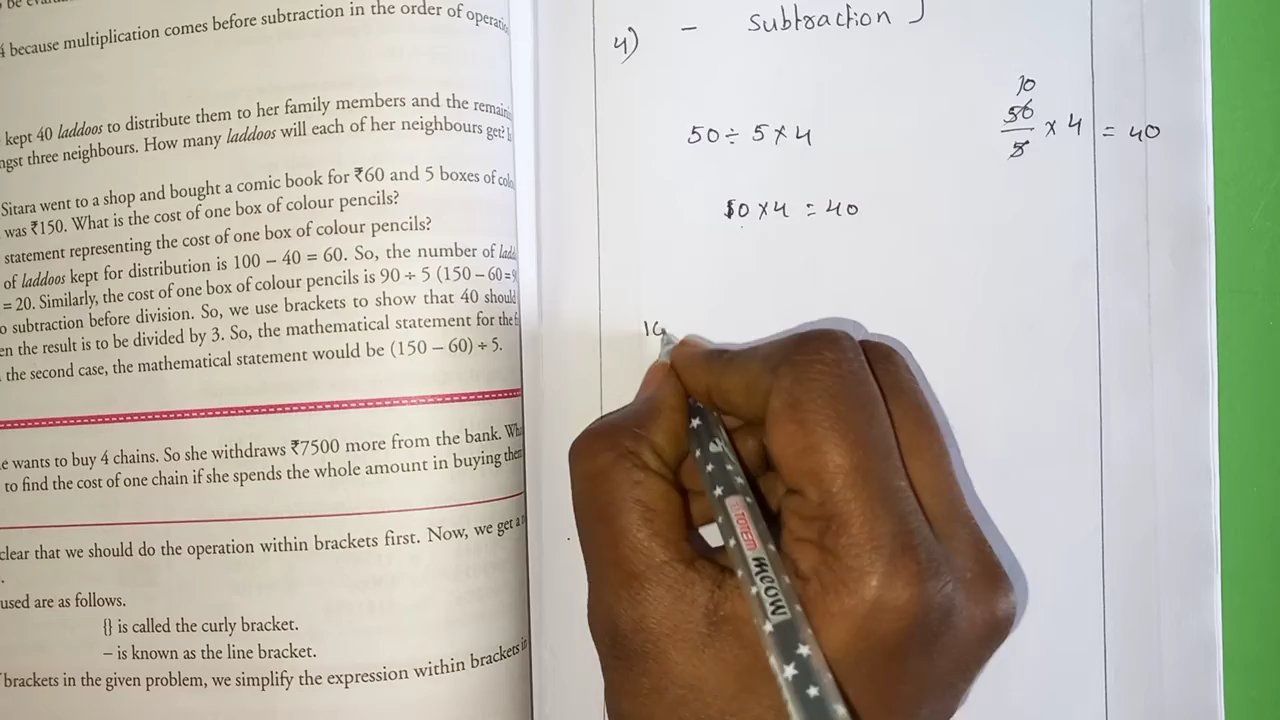 4 because multiplication comes before subtraction in the order of
kept 40 laddoos to distribute them to her family members and the
three neighbours. How many laddoos will each of her neighbours get?
Sitara went to a shop and bought a comic book for ₹60 and 5 boxes of
was ₹150. What is the cost of one box of colour pencils?
statement representing the cost of one box of colour pencils?
of laddoos kept for distribution is 100 – 40 = 60. So, the number of
= 20. Similarly, the cost of one box of colour pencils is 90 ÷ 5 (150 – 60 =
subtraction before division. So, we use brackets to show that 40 should
the result is to be divided by 3. So, the mathematical statement for the
the second case, the mathematical statement would be (150 – 60) ÷ 5.
wants to buy 4 chains. So she withdraws ₹7500 more from the bank.
to find the cost of one chain if she spends the whole amount in buying
clear that we should do the operation within brackets first. Now, we get a
used are as follows.
{} is called the curly bracket.
– is known as the line bracket.
brackets in the given problem, we simplify the expression within brackets
4) – Subtraction
50 ÷ 5 × 4
10
50
5
× 4 = 40
10 × 4 = 40
TOTEM meow